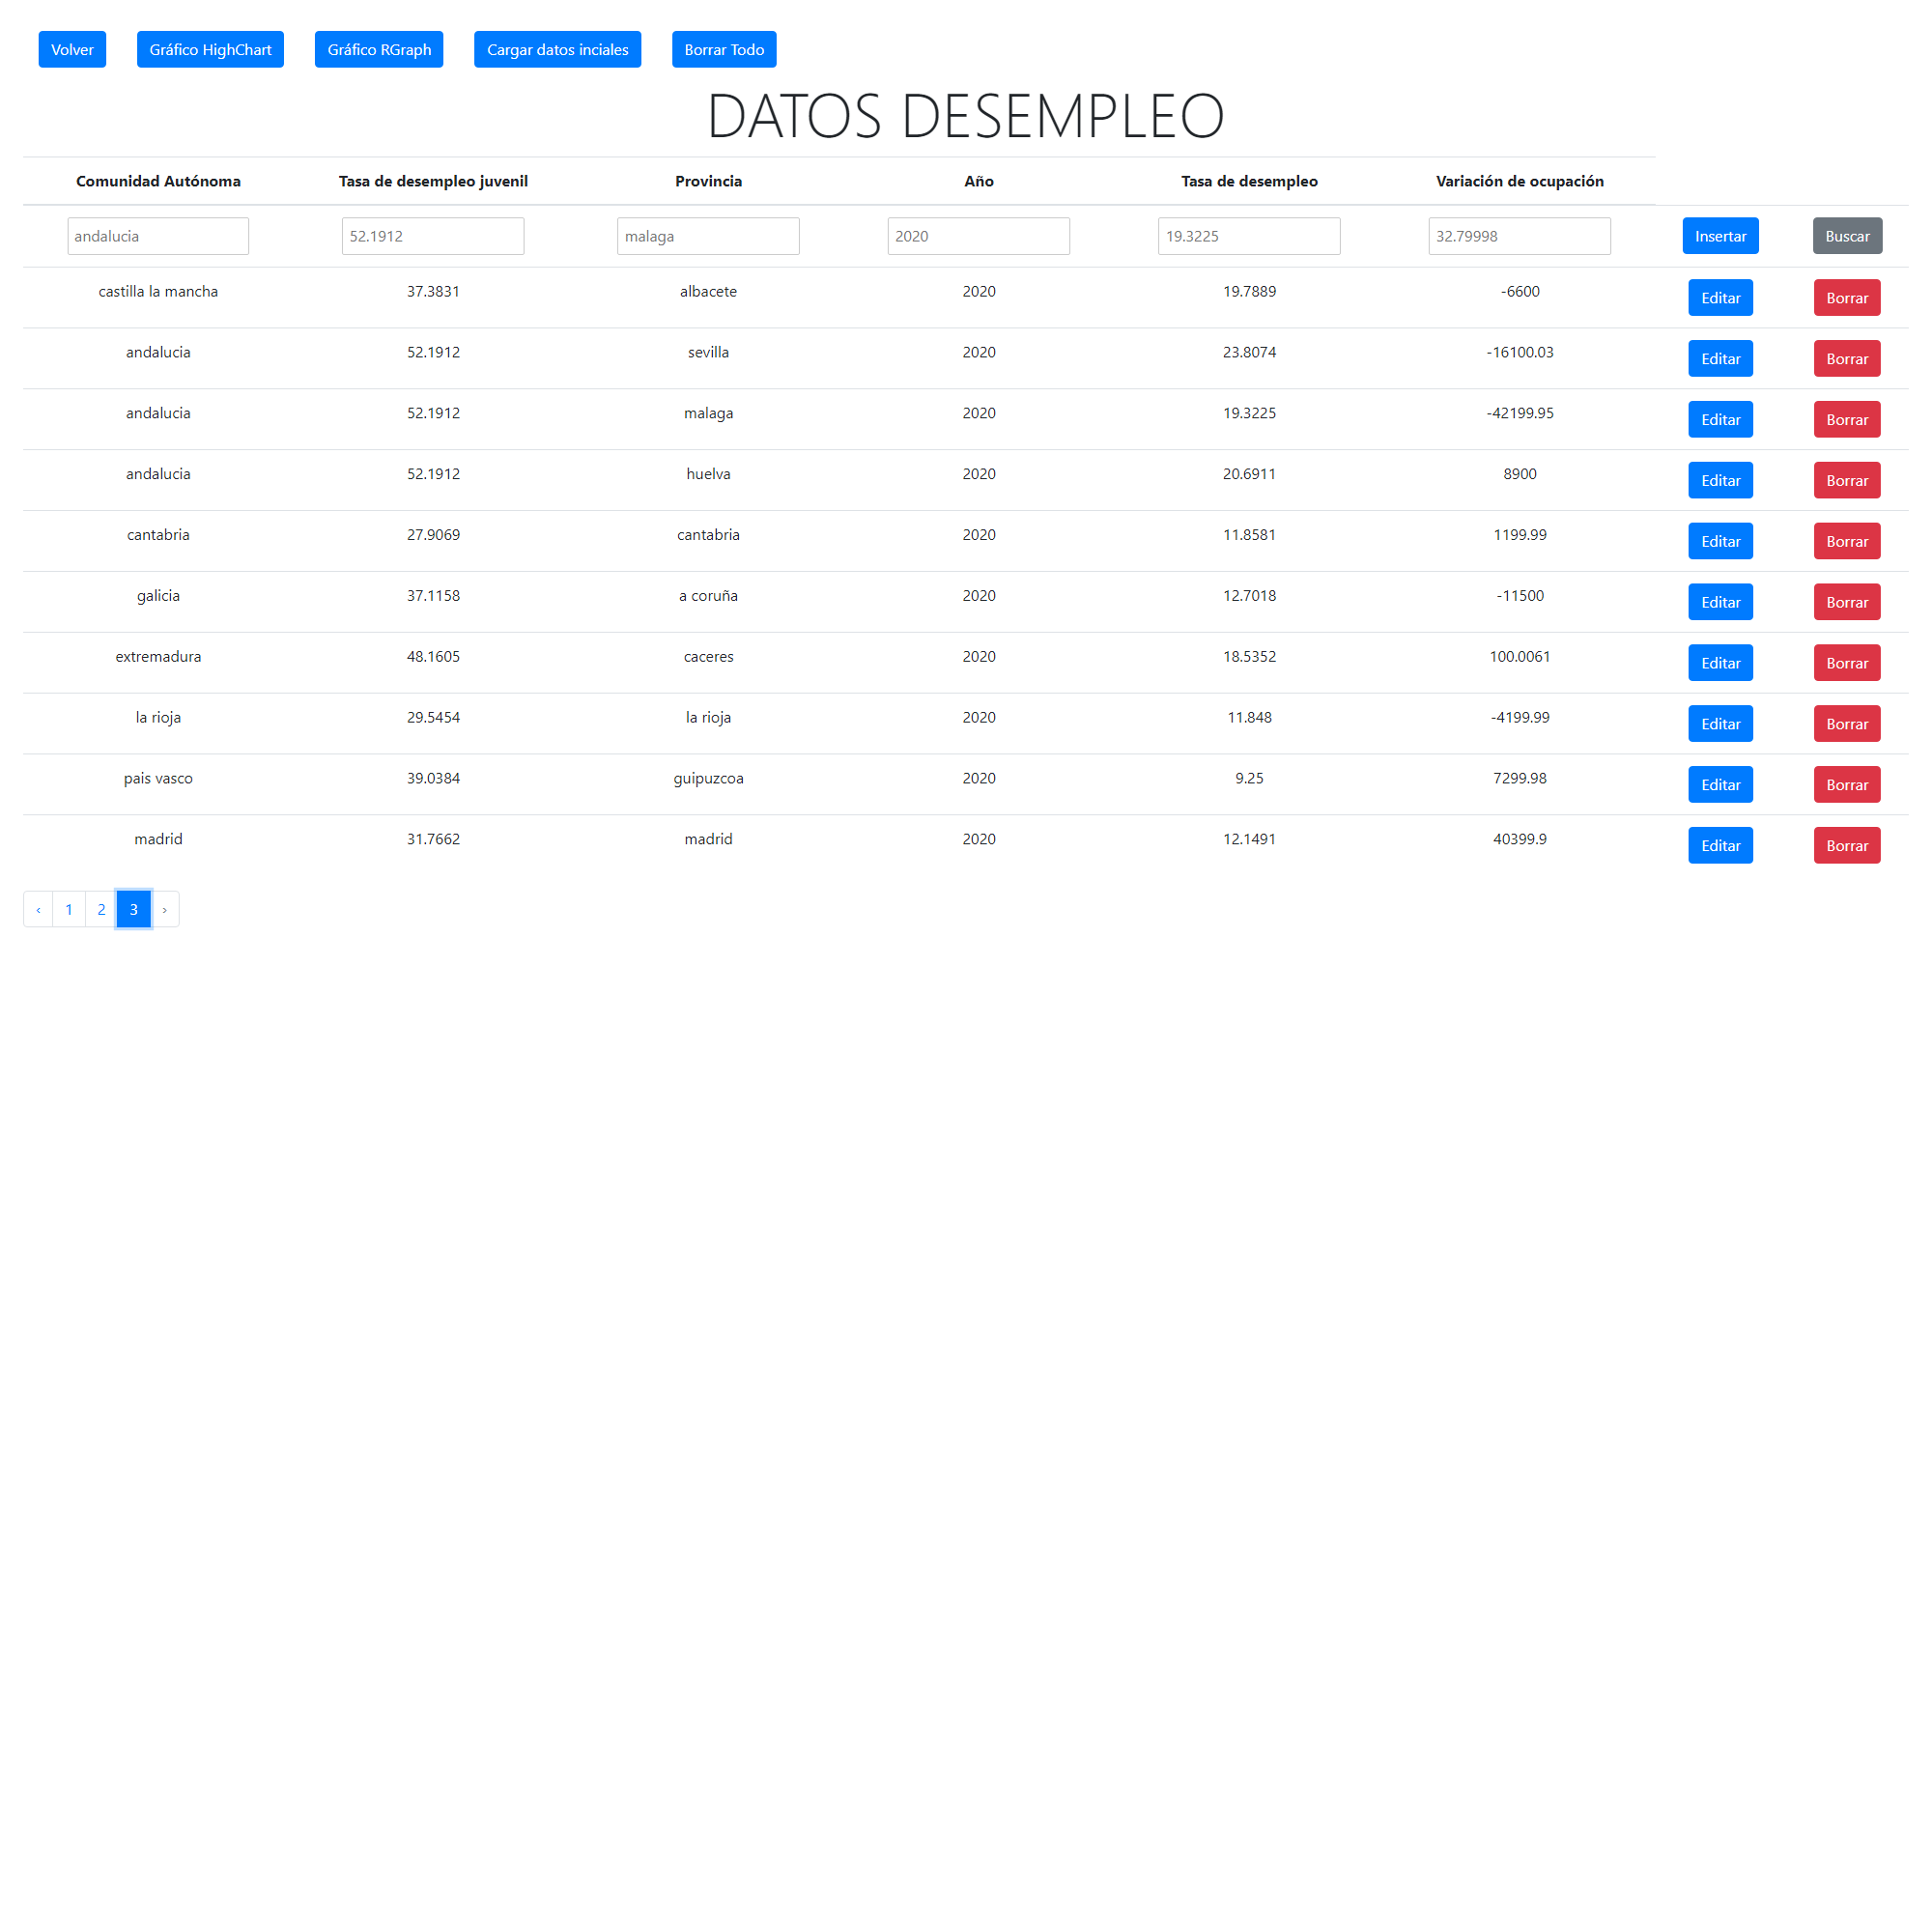 Volver Gráfico HighChart Gráfico RGraph Cargar datos inciales Borrar Todo
DATOS DESEMPLEO
Comunidad Autónoma Tasa de desempleo juvenil Provincia Año Tasa de desempleo Variación de ocupación
andalucia 52.1912 malaga 2020 19.3225 32.79998 Insertar Buscar
castilla la mancha 37.3831 albacete 2020 19.7889 -6600 Editar Borrar
andalucia 52.1912 sevilla 2020 23.8074 -16100.03 Editar Borrar
andalucia 52.1912 malaga 2020 19.3225 -42199.95 Editar Borrar
andalucia 52.1912 huelva 2020 20.6911 8900 Editar Borrar
cantabria 27.9069 cantabria 2020 11.8581 1199.99 Editar Borrar
galicia 37.1158 a coruña 2020 12.7018 -11500 Editar Borrar
extremadura 48.1605 caceres 2020 18.5352 100.0061 Editar Borrar
la rioja 29.5454 la rioja 2020 11.848 -4199.99 Editar Borrar
pais vasco 39.0384 guipuzcoa 2020 9.25 7299.98 Editar Borrar
madrid 31.7662 madrid 2020 12.1491 40399.9 Editar Borrar
‹ 1 2 3 ›